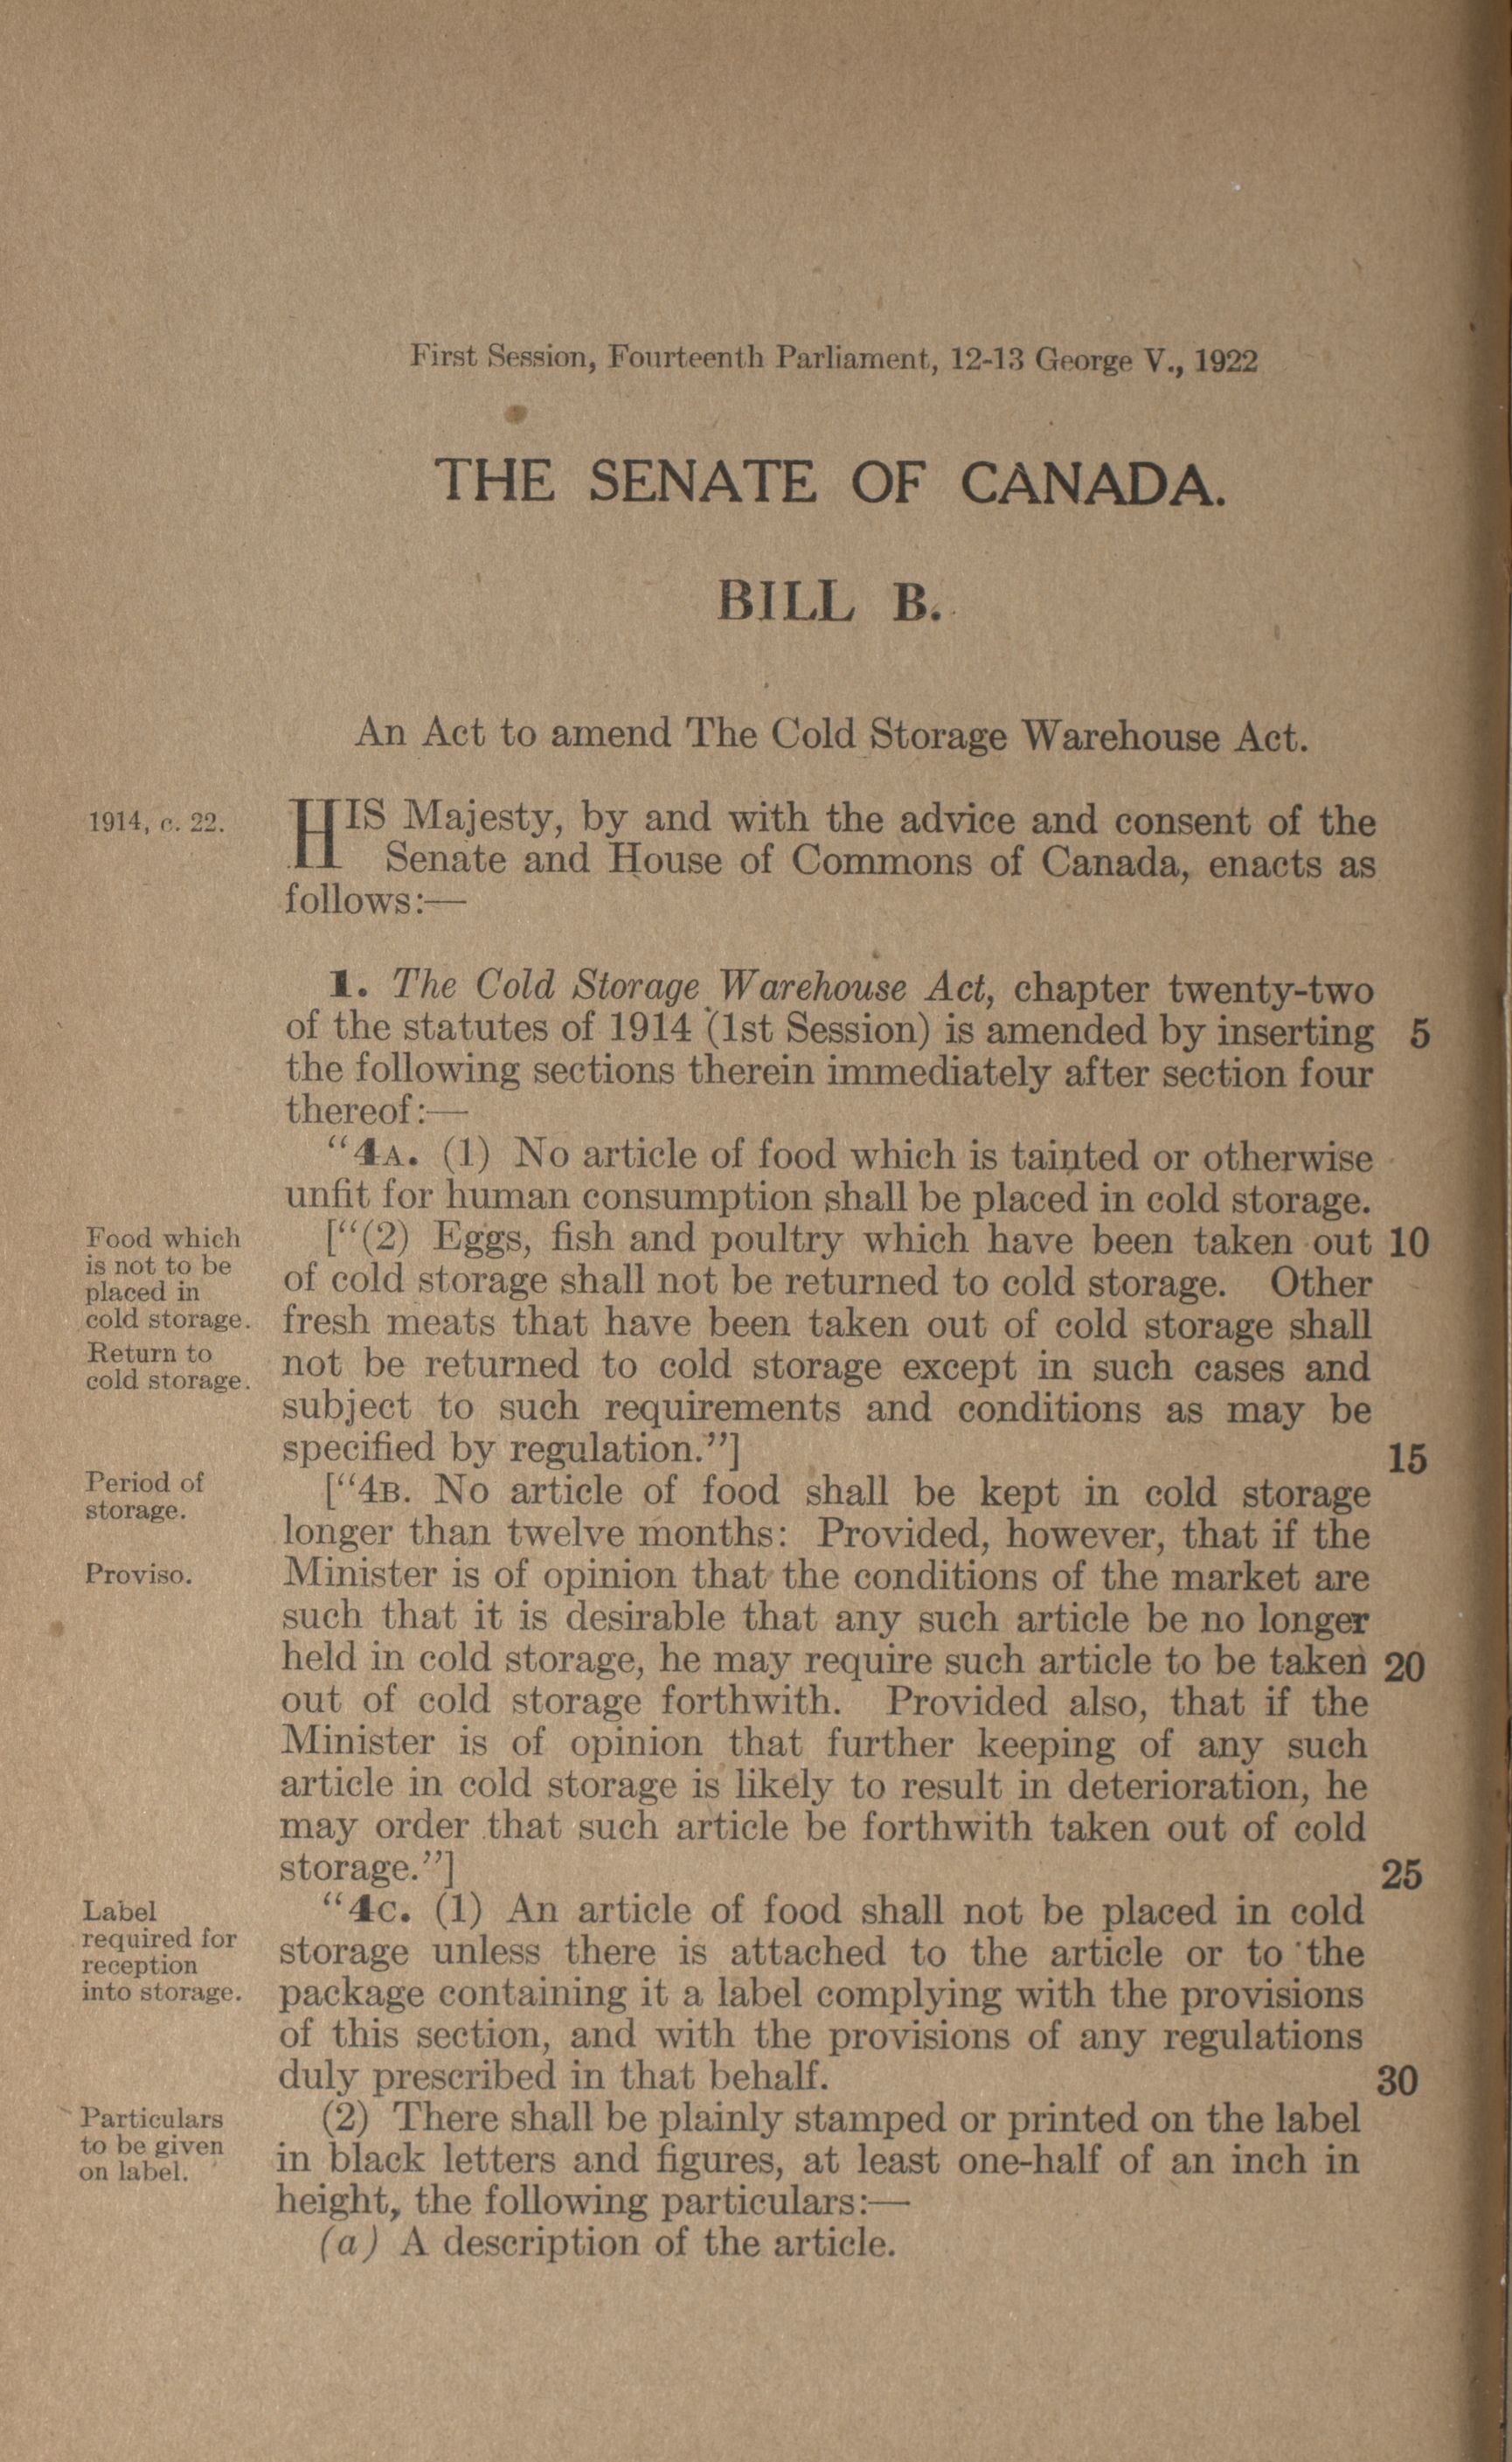 First Session, Fourteenth Parliament, 12-13 George V., 1922
THE SENATE OF CANADA.
BILL B.
An Act to amend The Cold Storage Warehouse Act.
1914, c. 22.
HIS Majesty, by and with the advice and consent of the
Senate and House of Commons of Canada, enacts as
follows:—
1. The Cold Storage Warehouse Act, chapter twenty-two
of the statutes of 1914 (1st Session) is amended by inserting 5
the following sections therein immediately after section four
thereof:—
“4A. (1) No article of food which is tainted or otherwise
unfit for human consumption shall be placed in cold storage.
Food which
is not to be
placed in
cold storage.
Return to
cold storage.
[“(2) Eggs, fish and poultry which have been taken out 10
of cold storage shall not be returned to cold storage. Other
fresh meats that have been taken out of cold storage shall
not be returned to cold storage except in such cases and
subject to such requirements and conditions as may be
specified by regulation.”]
15
Period of
storage.
Proviso.
[“4B. No article of food shall be kept in cold storage
longer than twelve months: Provided, however, that if the
Minister is of opinion that the conditions of the market are
such that it is desirable that any such article be no longer
held in cold storage, he may require such article to be taken 20
out of cold storage forthwith. Provided also, that if the
Minister is of opinion that further keeping of any such
article in cold storage is likely to result in deterioration, he
may order that such article be forthwith taken out of cold
storage.”]
25
Label
required for
reception
into storage.
“4C. (1) An article of food shall not be placed in cold
storage unless there is attached to the article or to the
package containing it a label complying with the provisions
of this section, and with the provisions of any regulations
duly prescribed in that behalf.
30
Particulars
to be given
on label.
(2) There shall be plainly stamped or printed on the label
in black letters and figures, at least one-half of an inch in
height, the following particulars:—
(a) A description of the article.